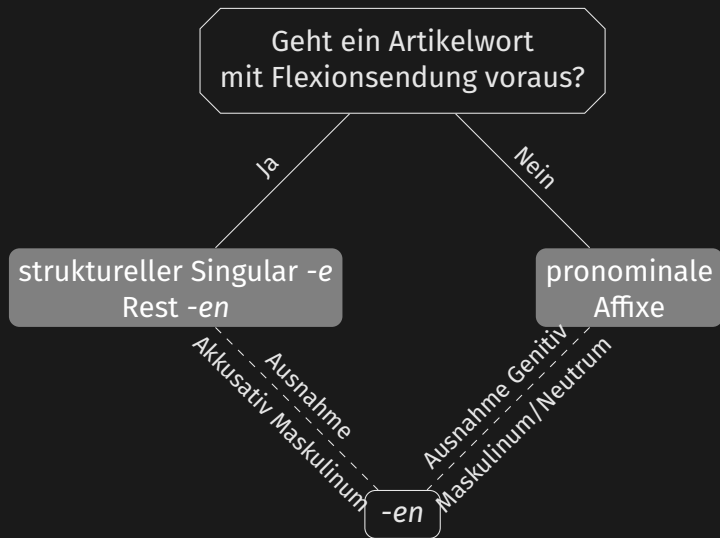 Geht ein Artikelwort
mit Flexionsendung voraus?
Ja
Nein
struktureller Singular -e
Rest -en
pronominale
Affixe
Ausnahme
Akkusativ Maskulinum
Ausnahme Genitiv
Maskulinum/Neutrum
-en